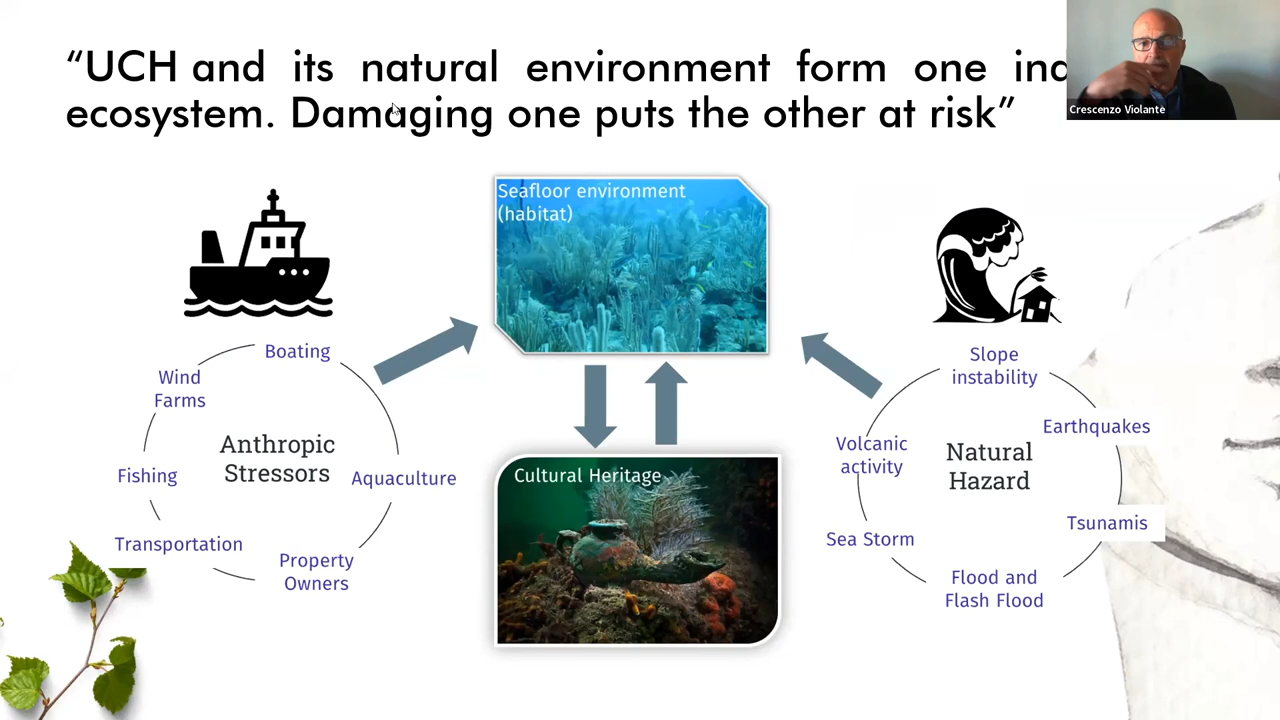 “UCH and its natural environment form one
ecosystem. Damaging one puts the other at risk”
Crescenzo Violante
Seafloor environment
(habitat)
Boating
Wind
Farms
Anthropic
Stressors
Fishing
Aquaculture
Transportation
Property
Owners
Cultural Heritage
Slope
instability
Earthquakes
Volcanic
activity
Natural
Hazard
Tsunamis
Sea Storm
Flood and
Flash Flood